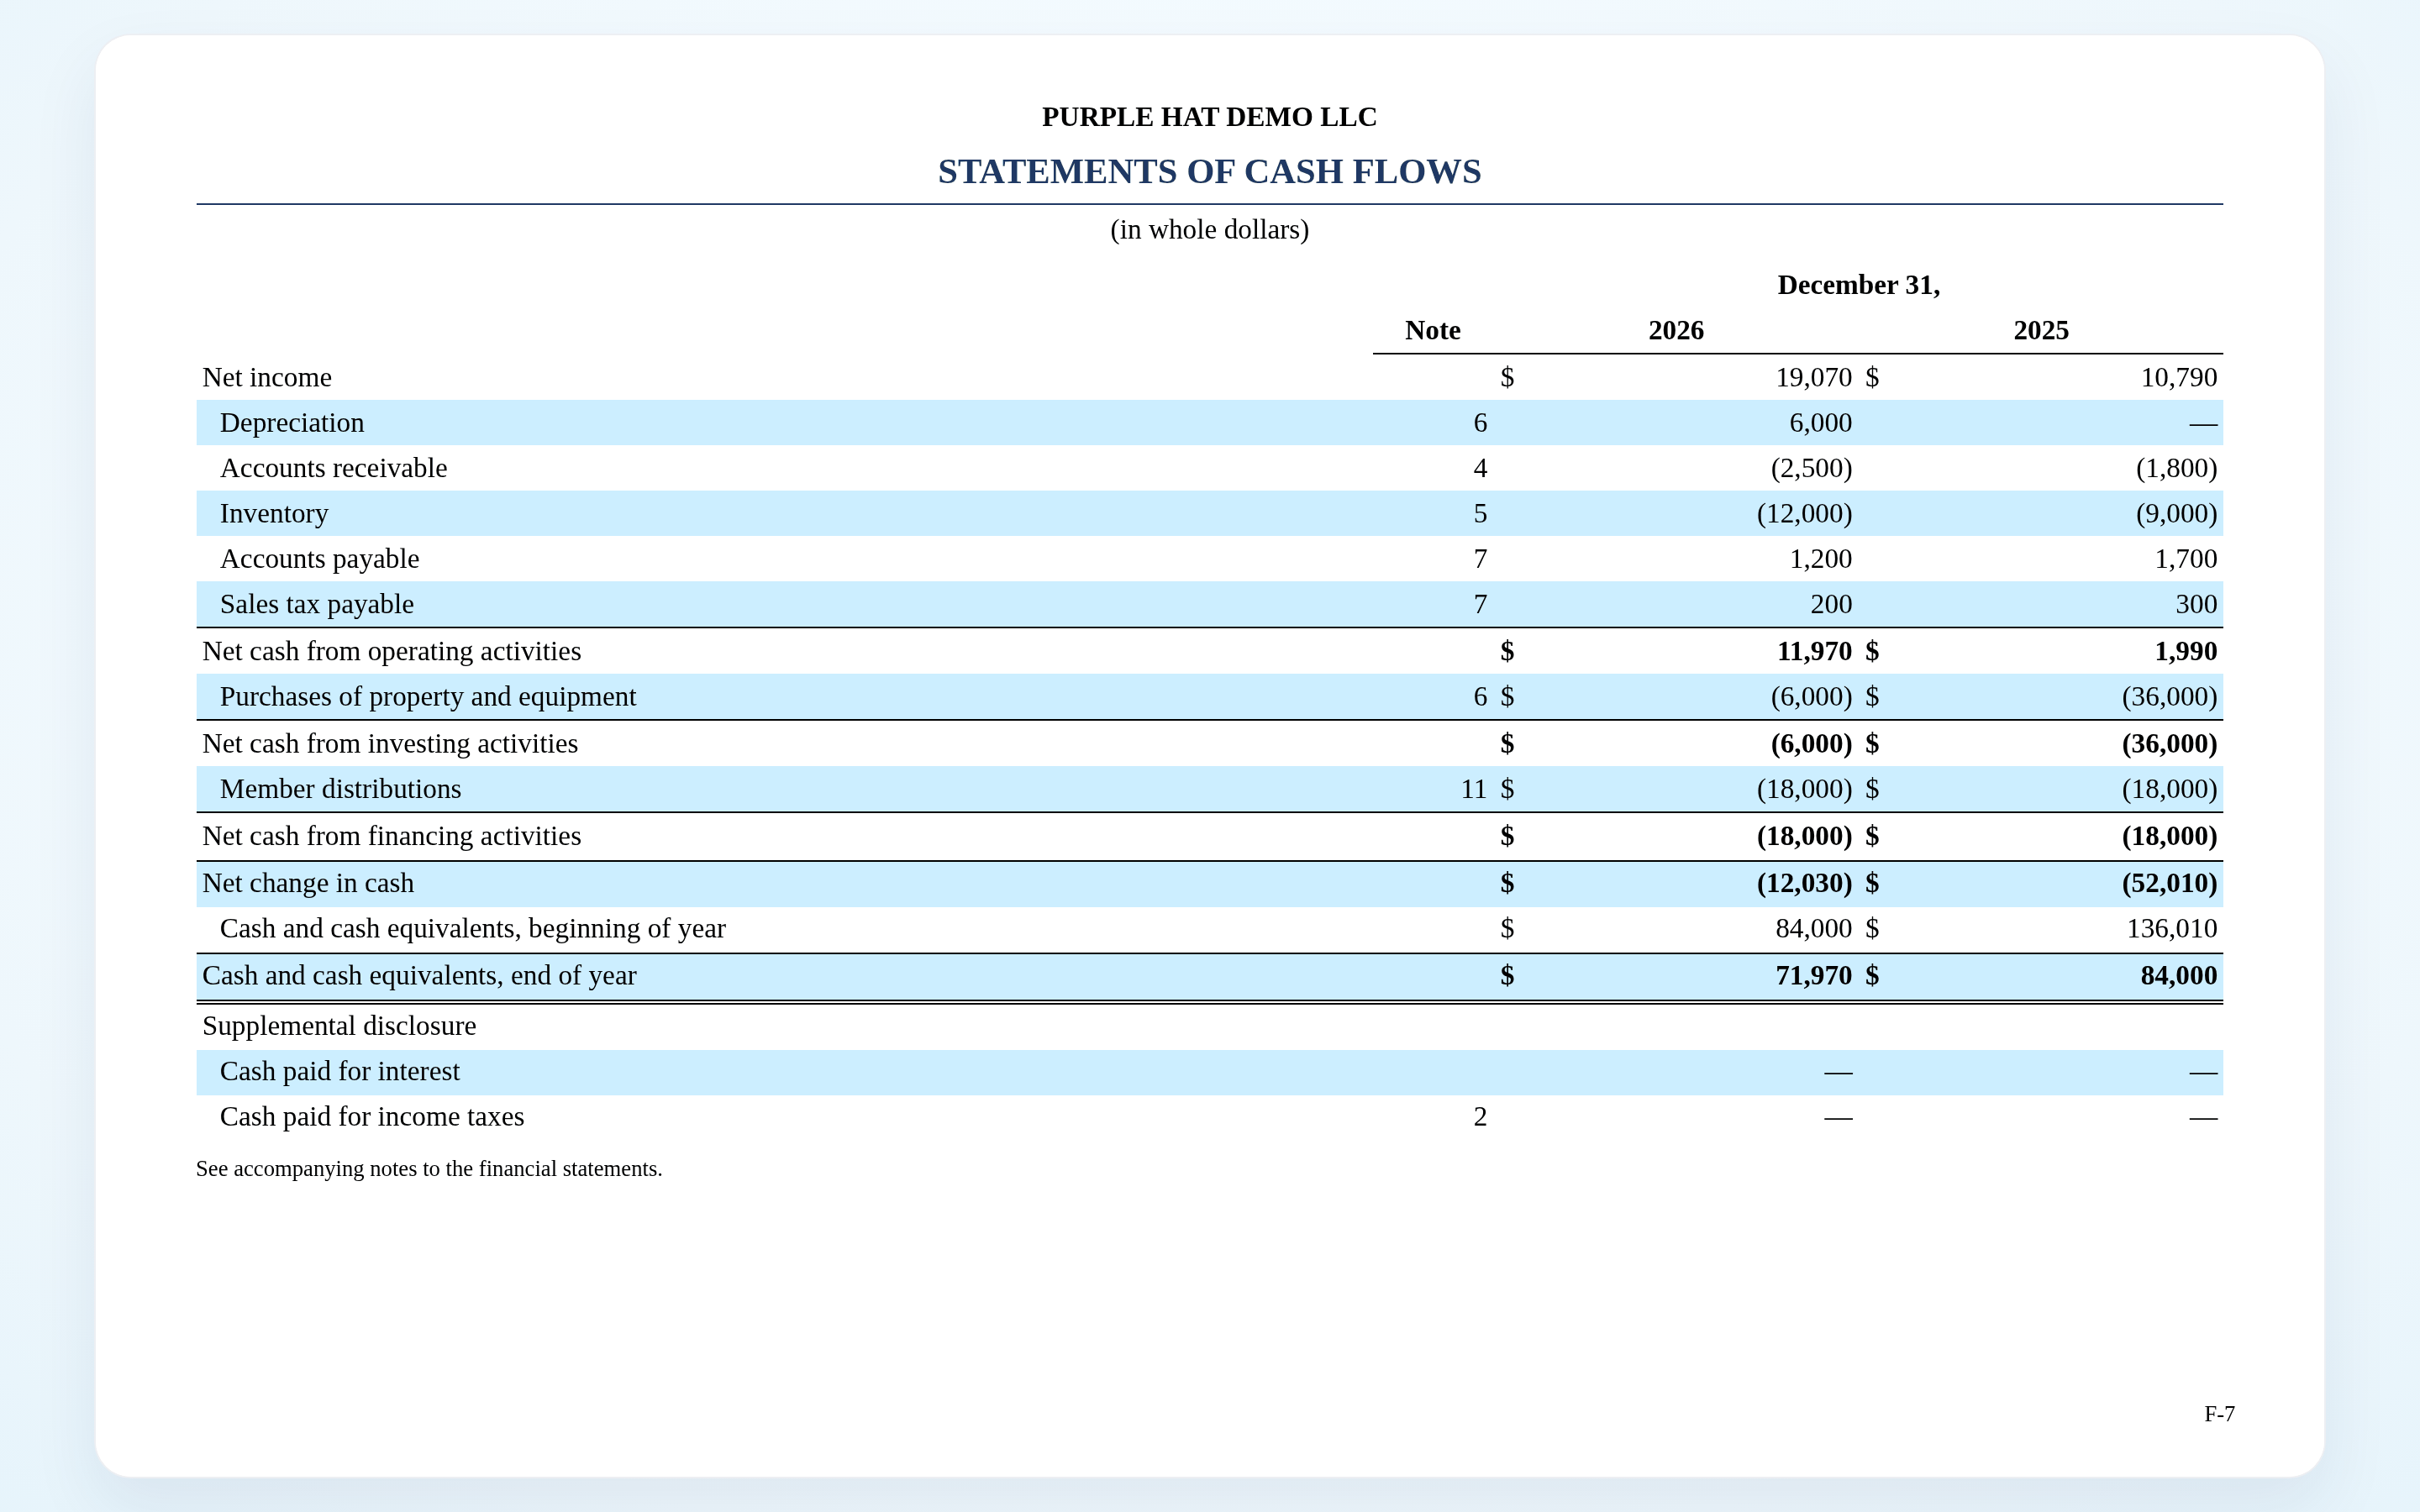 PURPLE HAT DEMO LLC
STATEMENTS OF CASH FLOWS
(in whole dollars)
December 31,
Note 2026 2025
Net income $ 19,070 $ 10,790
Depreciation 6 6,000 —
Accounts receivable 4 (2,500) (1,800)
Inventory 5 (12,000) (9,000)
Accounts payable 7 1,200 1,700
Sales tax payable 7 200 300
Net cash from operating activities $ 11,970 $ 1,990
Purchases of property and equipment 6 $ (6,000) $ (36,000)
Net cash from investing activities $ (6,000) $ (36,000)
Member distributions 11 $ (18,000) $ (18,000)
Net cash from financing activities $ (18,000) $ (18,000)
Net change in cash $ (12,030) $ (52,010)
Cash and cash equivalents, beginning of year $ 84,000 $ 136,010
Cash and cash equivalents, end of year $ 71,970 $ 84,000
Supplemental disclosure
Cash paid for interest — —
Cash paid for income taxes 2 — —
See accompanying notes to the financial statements.
F-7